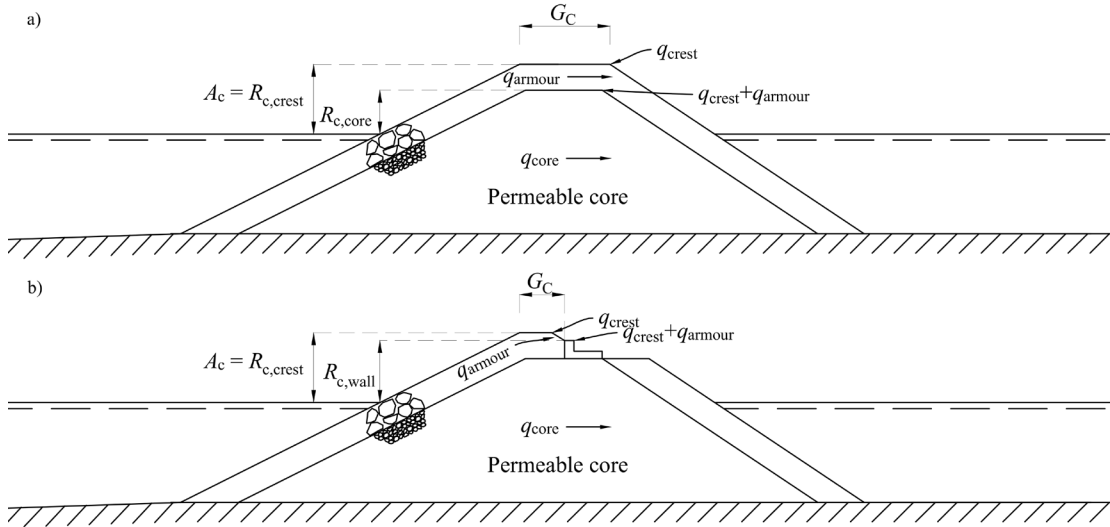 a)
G_C
q_crest
A_c = R_c,crest
q_armour
R_c,core
q_crest+q_armour
q_core
Permeable core
b)
G_C
q_crest
q_crest+q_armour
A_c = R_c,crest
R_c,wall
q_armour
q_core
Permeable core